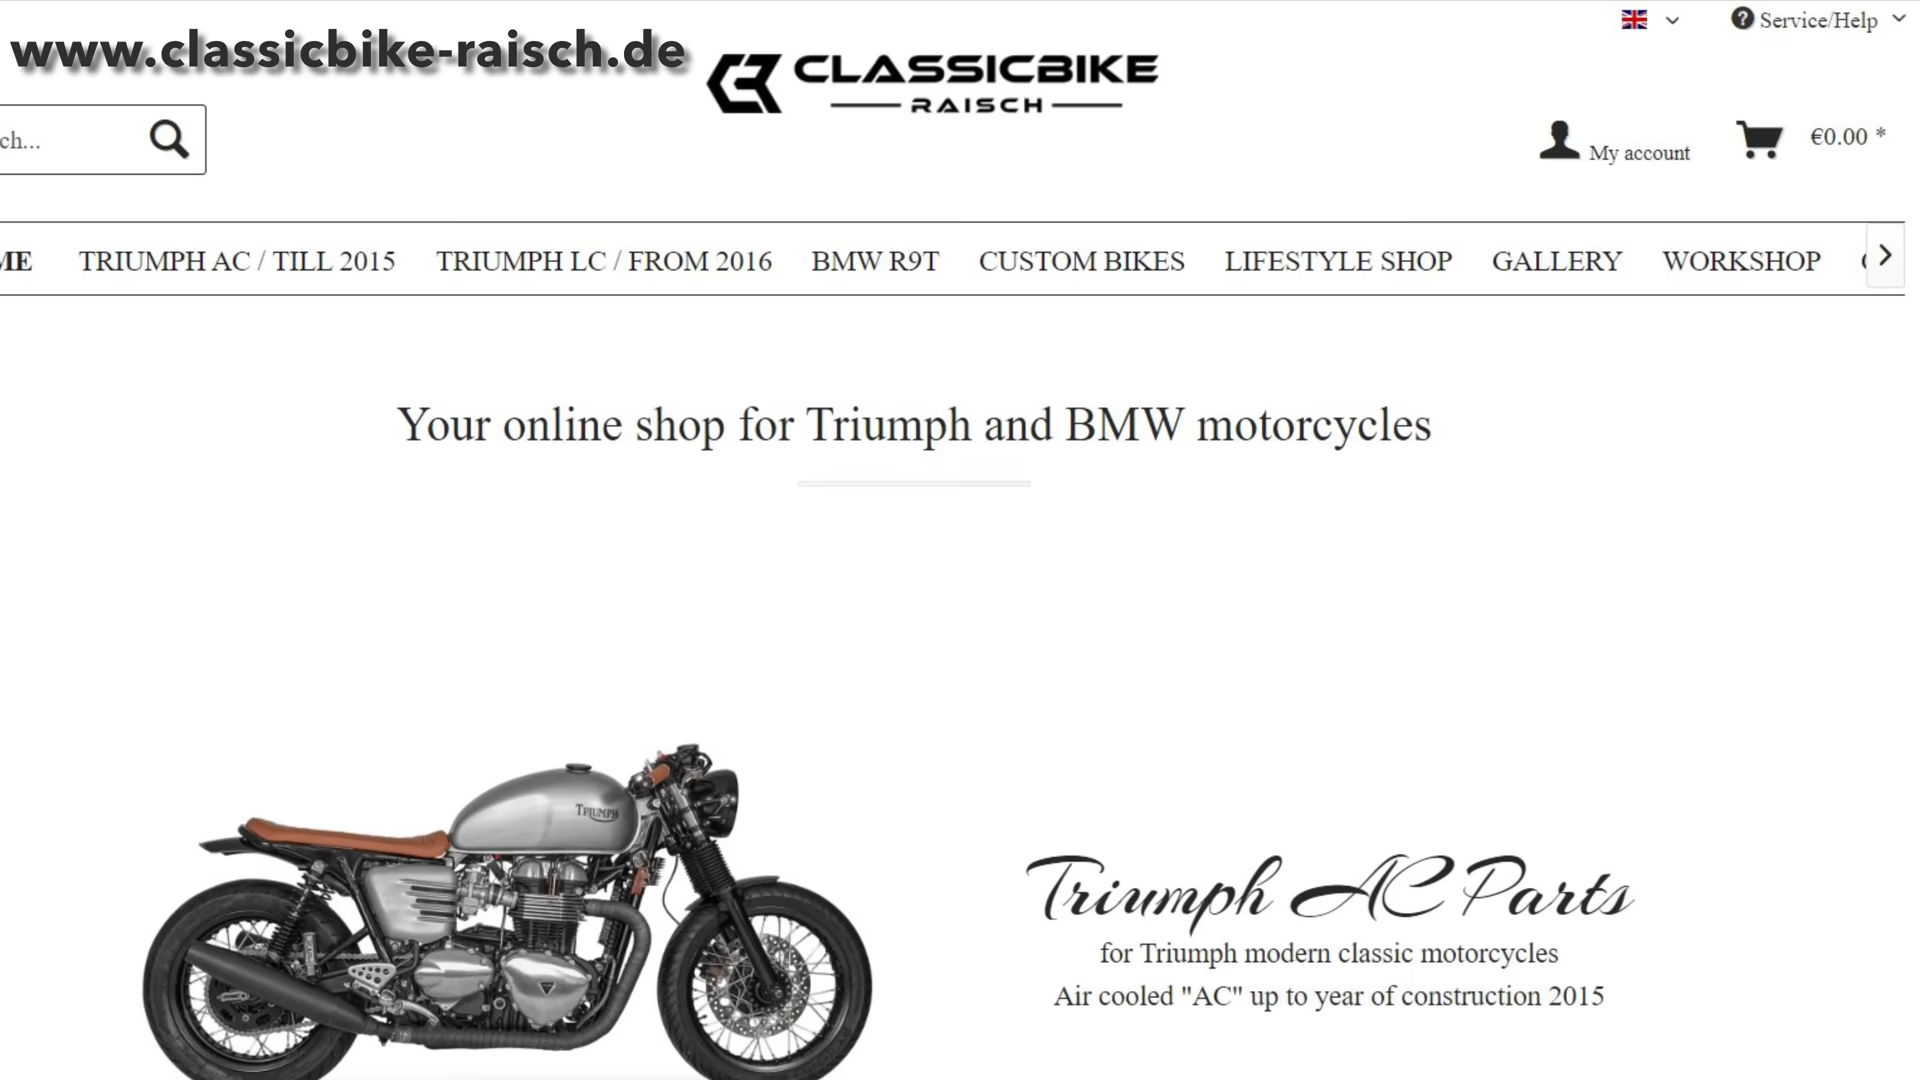 www.classicbike-raisch.de
CLASSICBIKE
RAISCH
Service/Help
ch...
My account
€0.00 *
ME
TRIUMPH AC / TILL 2015
TRIUMPH LC / FROM 2016
BMW R9T
CUSTOM BIKES
LIFESTYLE SHOP
GALLERY
WORKSHOP
Your online shop for Triumph and BMW motorcycles
TRIUMPH
Triumph AC Parts
for Triumph modern classic motorcycles
Air cooled "AC" up to year of construction 2015